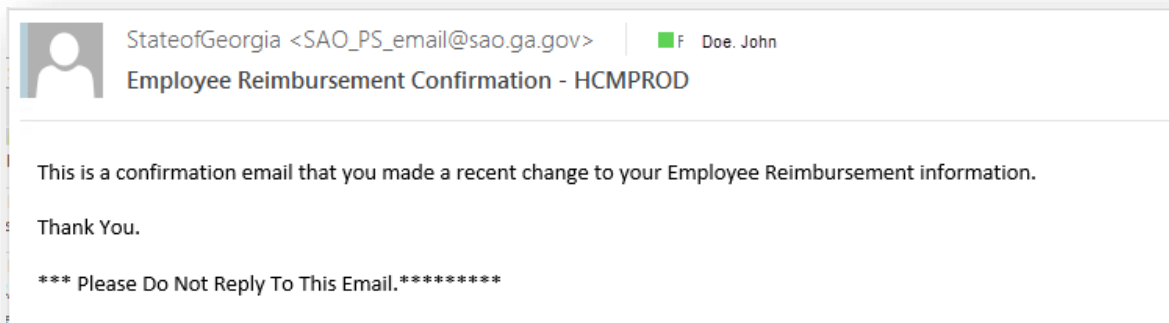 StateofGeorgia <SAO_PS_email@sao.ga.gov> F Doe. John
Employee Reimbursement Confirmation - HCMPROD
This is a confirmation email that you made a recent change to your Employee Reimbursement information.
Thank You.
*** Please Do Not Reply To This Email.*********